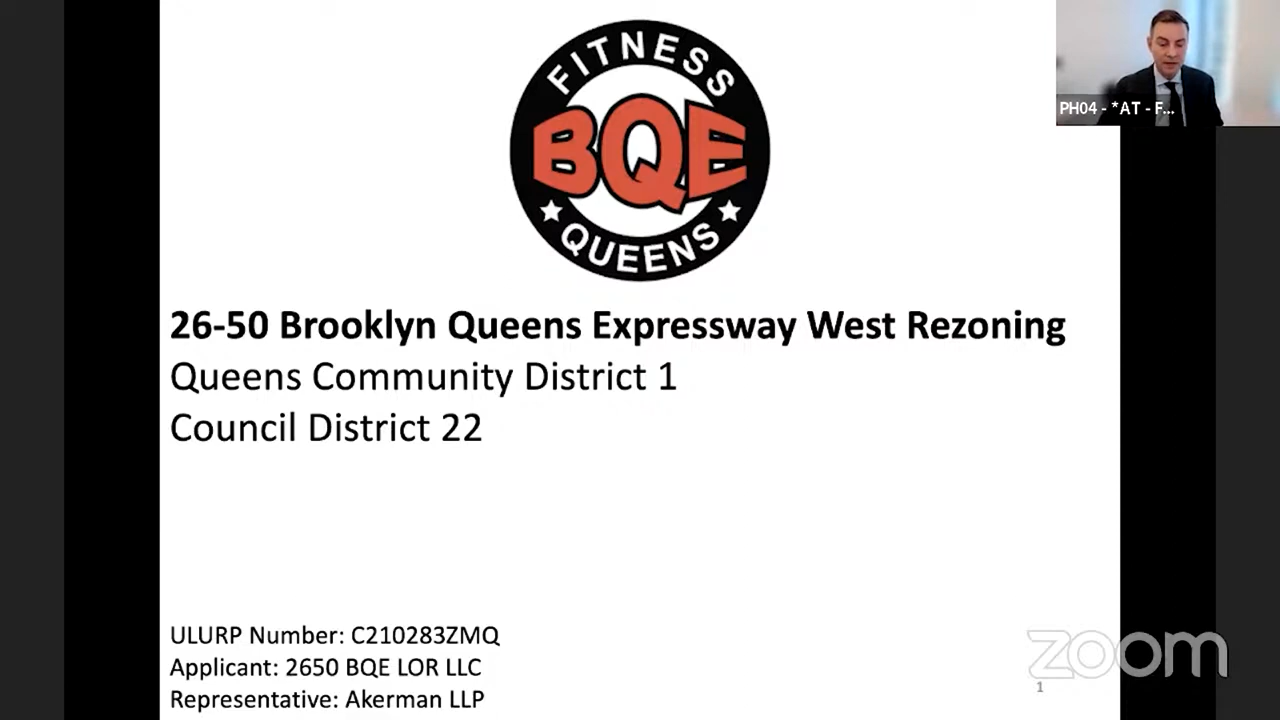 FITNESS
BQE
QUEENS
PH04 - *AT - F...
26-50 Brooklyn Queens Expressway West Rezoning
Queens Community District 1
Council District 22
ULURP Number: C210283ZMQ
Applicant: 2650 BQE LOR LLC
Representative: Akerman LLP
zoom
1